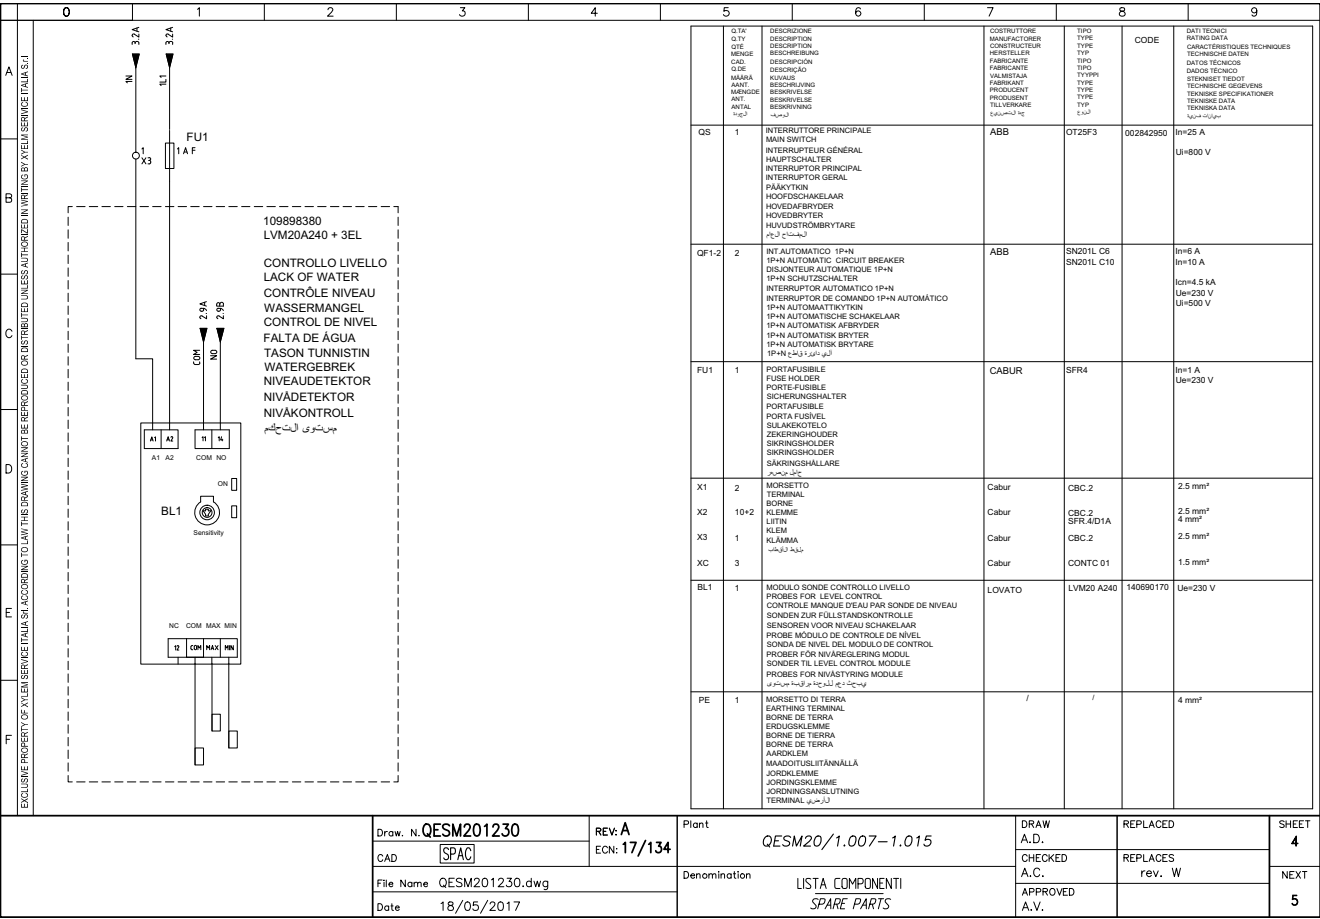 0 1 2 3 4 5 6 7 8 9
A
B
C
D
E
F
EXCLUSIVE PROPERTY OF XYLEM SERVICE ITALIA Srl. ACCORDING TO LAW THIS DRAWING CANNOT BE REPRODUCED OR DISTRIBUTED UNLESS AUTHORIZED IN WRITING BY XYELM SERIVICE ITALIA S.r.l
3.2A 3.2A
1N 1L1
FU1
1 A F
1
X3
109898380
LVM20A240 + 3EL
CONTROLLO LIVELLO
LACK OF WATER
CONTRÔLE NIVEAU
WASSERMANGEL
CONTROL DE NIVEL
FALTA DE ÁGUA
TASON TUNNISTIN
WATERGEBREK
NIVEAUDETEKTOR
NIVÅDETEKTOR
NIVÅKONTROLL
مستوى التحكم
2.9A 2.9B
COM NO
A1 A2 11 14
A1 A2 COM NO
ON
BL1
Sensitivity
NC COM MAX MIN
12 COM MAX MIN
Q.TA'
Q.TY
QTÉ
MENGE
CAD.
Q.DE
MÄÄRÄ
AANT.
MÆNGDE
ANT.
ANTAL
DESCRIZIONE
DESCRIPTION
DESCRIPTION
BESCHREIBUNG
DESCRIPCIÓN
DESCRIÇÃO
KUVAUS
BESCHRIJVING
BESKRIVELSE
BESKRIVELSE
BESKRIVNING
الوصف
COSTRUTTORE
MANUFACTORER
CONSTRUCTEUR
HERSTELLER
FABRICANTE
FABRICANTE
VALMISTAJA
FABRIKANT
PRODUCENT
PRODUSENT
TILLVERKARE
TIPO
TYPE
TYPE
TYP
TIPO
TIPO
TYYPPI
TYPE
TYPE
TYPE
TYP
النوع
CODE
DATI TECNICI
RATING DATA
CARACTÉRISTIQUES TECHNIQUES
TECHNISCHE DATEN
DATOS TÉCNICOS
DADOS TÉCNICO
STEKNISET TIEDOT
TECHNISCHE GEGEVENS
TEKNISKE SPECIFIKATIONER
TEKNISKE DATA
TEKNISKA DATA
بيانات فنية
QS 1 INTERRUTTORE PRINCIPALE ABB OT25F3 002842950 In=25 A
MAIN SWITCH
INTERRUPTEUR GÉNÉRAL Ui=800 V
HAUPTSCHALTER
INTERRUPTOR PRINCIPAL
INTERRUPTOR GERAL
PÄÄKYTKIN
HOOFDSCHAKELAAR
HOVEDAFBRYDER
HOVEDBRYTER
HUVUDSTRÖMBRYTARE
المفتاح العام
QF1-2 2 INT.AUTOMATICO 1P+N ABB SN201L C6 In=6 A
1P+N AUTOMATIC CIRCUIT BREAKER SN201L C10 In=10 A
DISJONTEUR AUTOMATIQUE 1P+N
1P+N SCHUTZSCHALTER Icn=4.5 kA
INTERRUPTOR AUTOMATICO 1P+N Ue=230 V
INTERRUPTOR DE COMANDO 1P+N AUTOMÁTICO Ui=500 V
1P+N AUTOMAATTIKYTKIN
1P+N AUTOMATISCHE SCHAKELAAR
1P+N AUTOMATISK AFBRYDER
1P+N AUTOMATISK BRYTER
1P+N AUTOMATISK BRYTARE
1P+N
FU1 1 PORTAFUSIBILE CABUR SFR4 In=1 A
FUSE HOLDER Ue=230 V
PORTE-FUSIBLE
SICHERUNGSHALTER
PORTAFUSIBLE
PORTA FUSÍVEL
SULAKEKOTELO
ZEKERINGHOUDER
SIKRINGSHOLDER
SIKRINGSHOLDER
SÄKRINGSHÅLLARE
X1 2 MORSETTO Cabur CBC.2 2.5 mm²
TERMINAL
BORNE
X2 10+2 KLEMME Cabur CBC.2 2.5 mm²
LIITIN SFR.4/D1A 4 mm²
KLEM
X3 1 KLÄMMA Cabur CBC.2 2.5 mm²
XC 3 Cabur CONTC 01 1.5 mm²
BL1 1 MODULO SONDE CONTROLLO LIVELLO LOVATO LVM20 A240 140690170 Ue=230 V
PROBES FOR LEVEL CONTROL
CONTROLE MANQUE D'EAU PAR SONDE DE NIVEAU
SONDEN ZUR FÜLLSTANDSKONTROLLE
SENSOREN VOOR NIVEAU SCHAKELAAR
PROBE MÓDULO DE CONTROLE DE NÍVEL
SONDA DE NIVEL DEL MODULO DE CONTROL
PROBER FÖR NIVÅREGLERING MODUL
SONDER TIL LEVEL CONTROL MODULE
PROBES FOR NIVÅSTYRING MODULE
PE 1 MORSETTO DI TERRA / / 4 mm²
EARTHING TERMINAL
BORNE DE TERRA
ERDUGSKLEMME
BORNE DE TIERRA
BORNE DE TERRA
AARDKLEM
MAADOITUSLIITÄNNÄLLÄ
JORDKLEMME
JORDINGSKLEMME
JORDNINGSANSLUTNING
TERMINAL الأرضي
Draw. N. QESM201230
CAD SPAC
REV: A
ECN: 17/134
File Name QESM201230.dwg
Date 18/05/2017
Plant
QESM20/1.007-1.015
Denomination
LISTA COMPONENTI
SPARE PARTS
DRAW
A.D.
CHECKED
A.C.
APPROVED
A.V.
REPLACED
REPLACES
rev. W
SHEET
4
NEXT
5